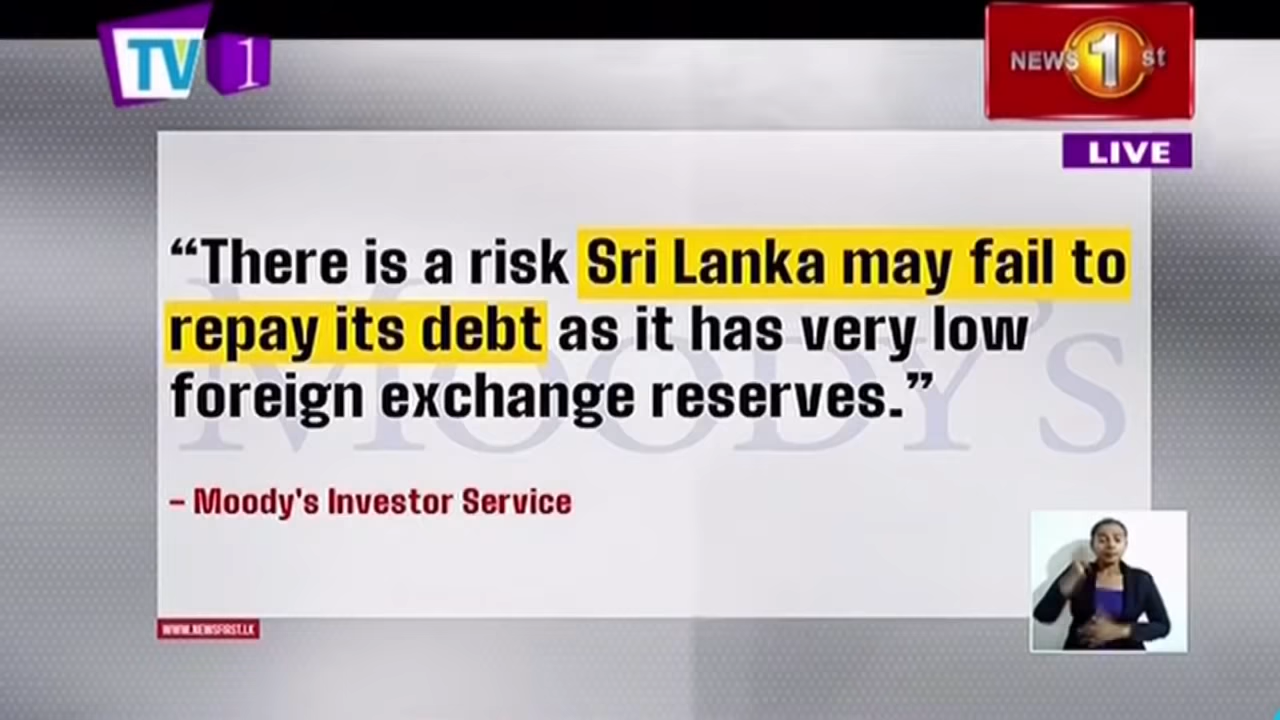 TV 1
NEWS 1st
LIVE
“There is a risk Sri Lanka may fail to
repay its debt as it has very low
foreign exchange reserves.”
MOODY'S
– Moody's Investor Service
WWW.NEWSFIRST.LK